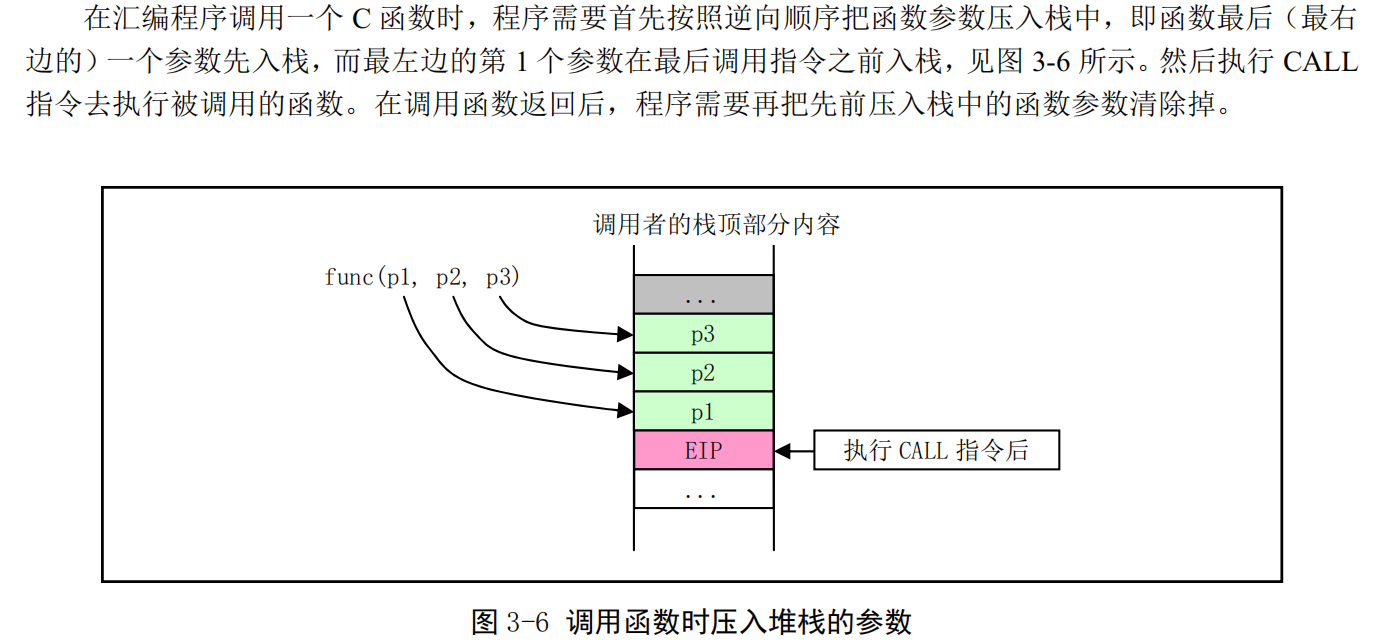 在汇编程序调用一个 C 函数时，程序需要首先按照逆向顺序把函数参数压入栈中，即函数最后（最右
边的）一个参数先入栈，而最左边的第 1 个参数在最后调用指令之前入栈，见图 3-6 所示。然后执行 CALL
指令去执行被调用的函数。在调用函数返回后，程序需要再把先前压入栈中的函数参数清除掉。
调用者的栈顶部分内容
func(p1, p2, p3)
...
p3
p2
p1
EIP
执行 CALL 指令后
...
图 3-6 调用函数时压入堆栈的参数